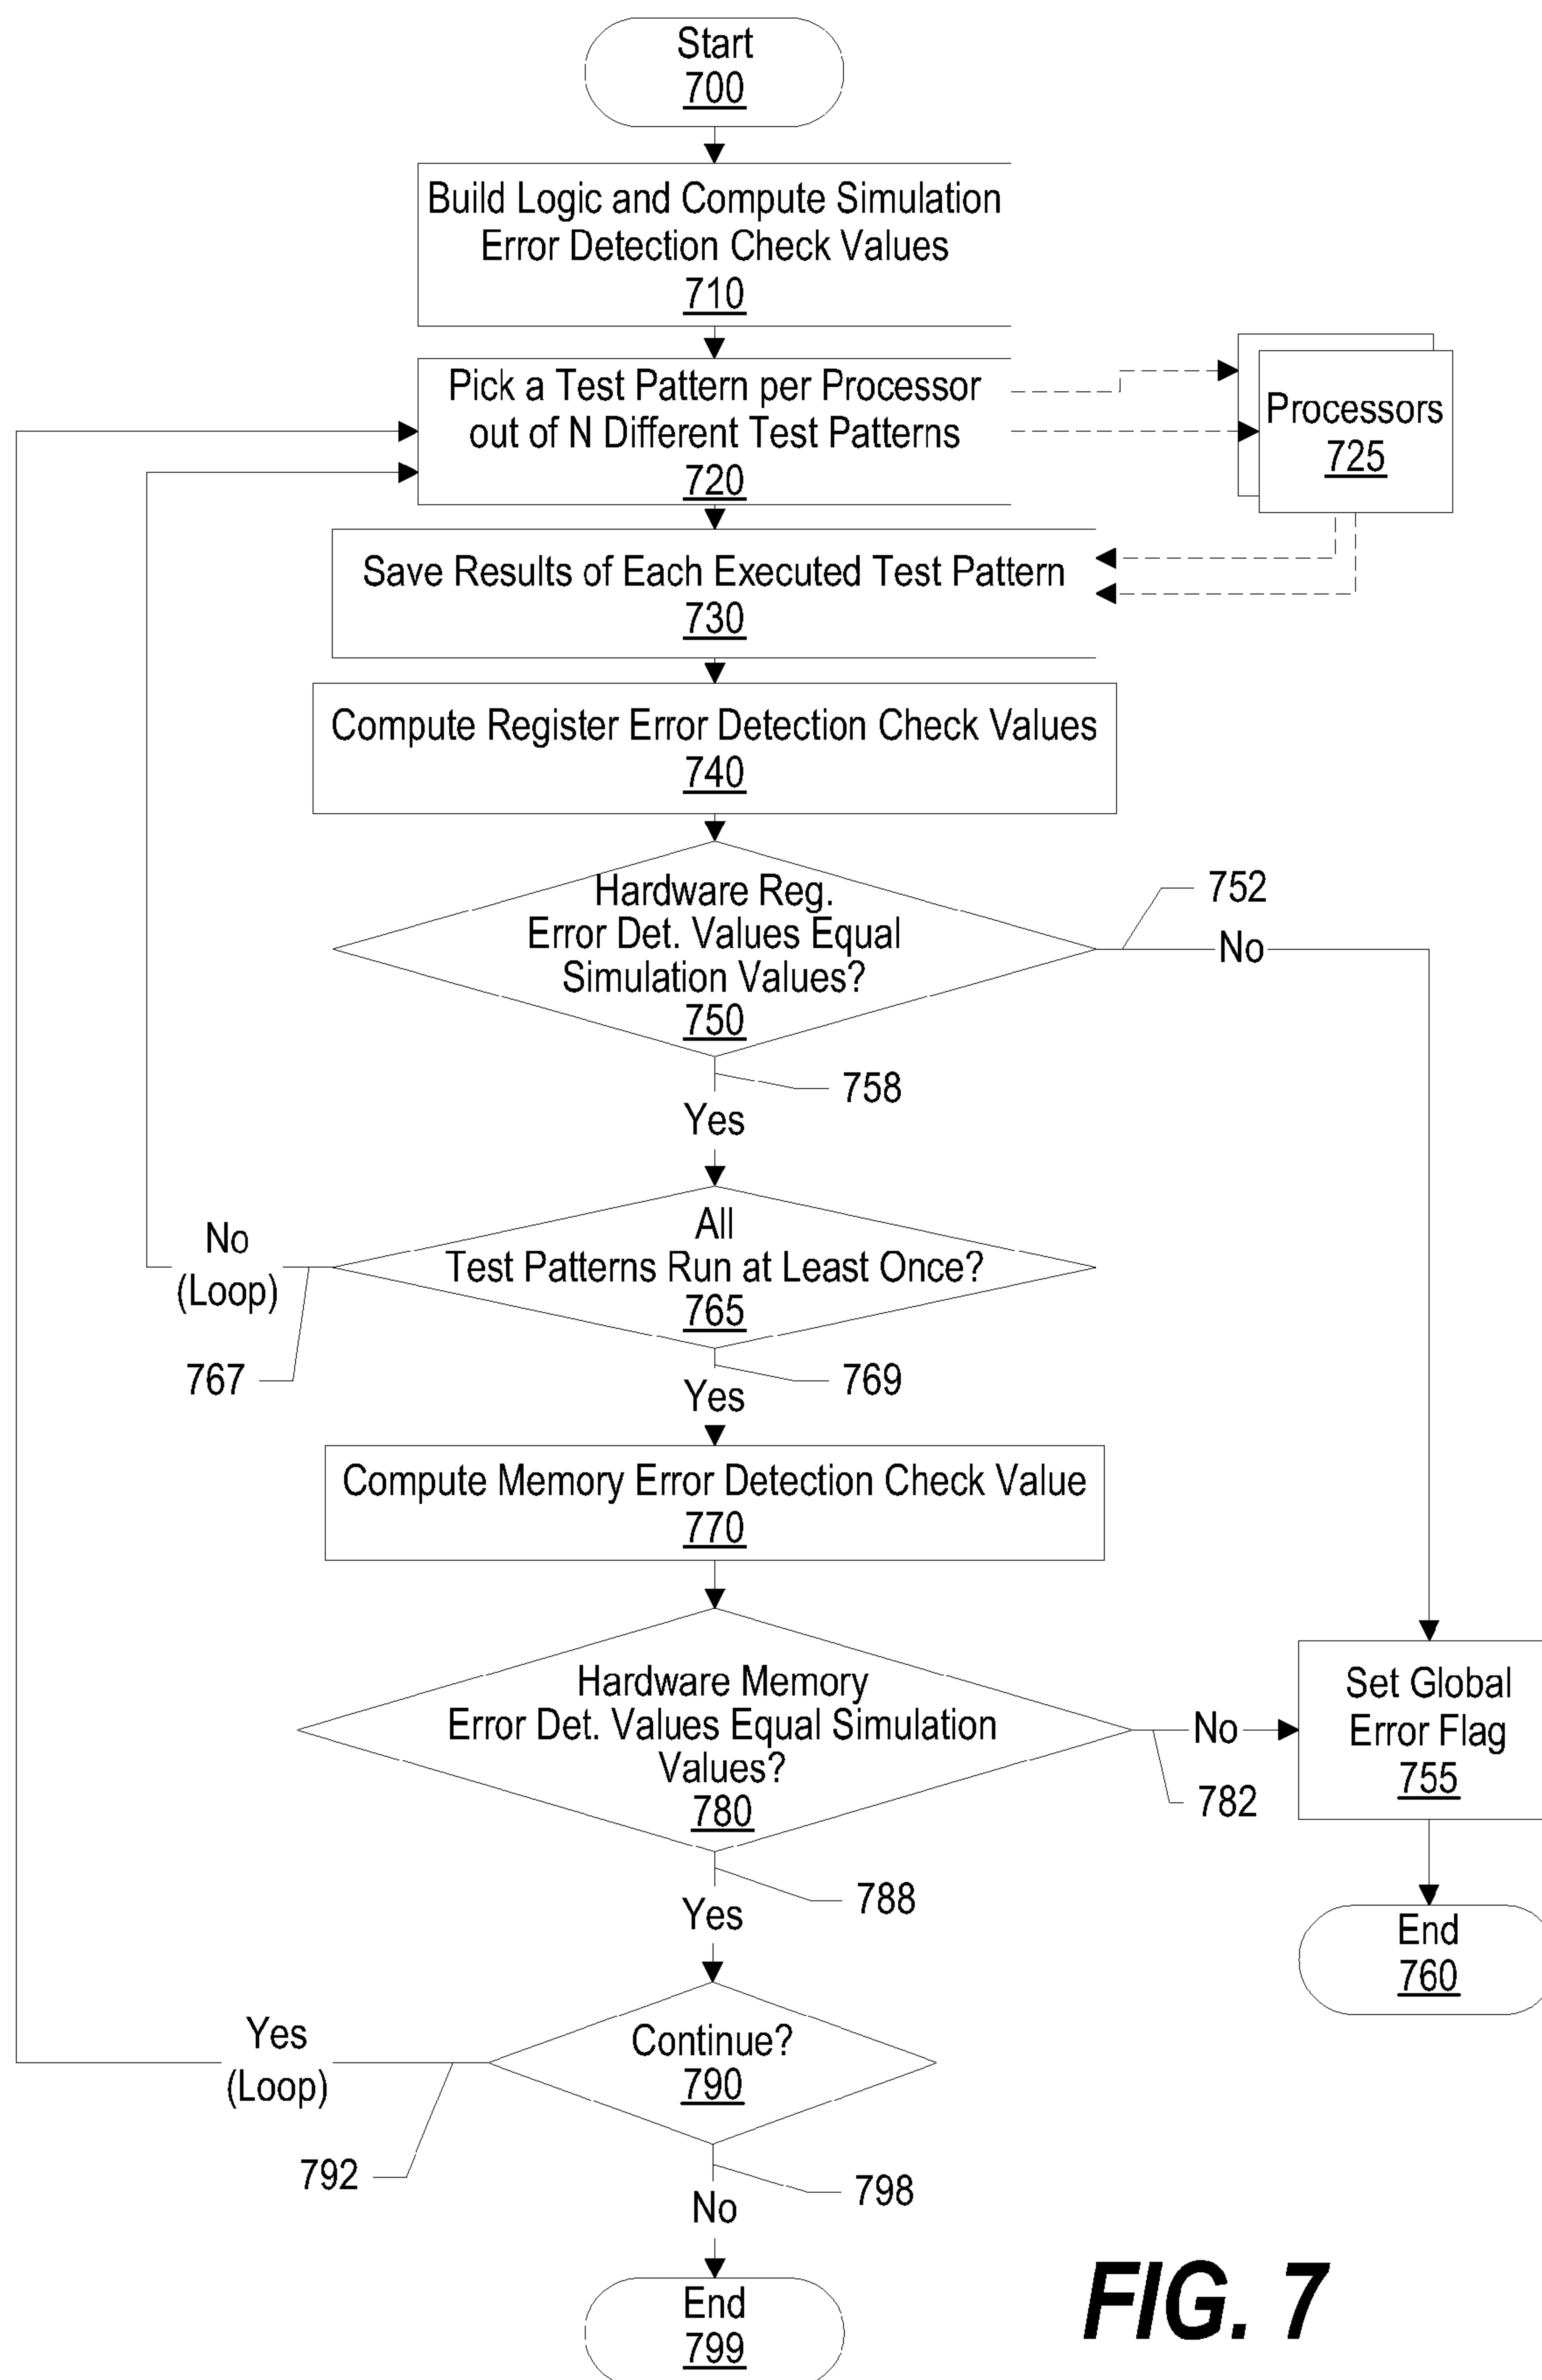 Start
700
Build Logic and Compute Simulation
Error Detection Check Values
710
Pick a Test Pattern per Processor
out of N Different Test Patterns
720
Processors
725
Save Results of Each Executed Test Pattern
730
Compute Register Error Detection Check Values
740
Hardware Reg.
Error Det. Values Equal
Simulation Values?
750
752
No
758
Yes
All
Test Patterns Run at Least Once?
765
No
(Loop)
767
769
Yes
Compute Memory Error Detection Check Value
770
Hardware Memory
Error Det. Values Equal Simulation
Values?
780
No
782
Set Global
Error Flag
755
End
760
788
Yes
Continue?
790
Yes
(Loop)
792
798
No
End
799
FIG. 7